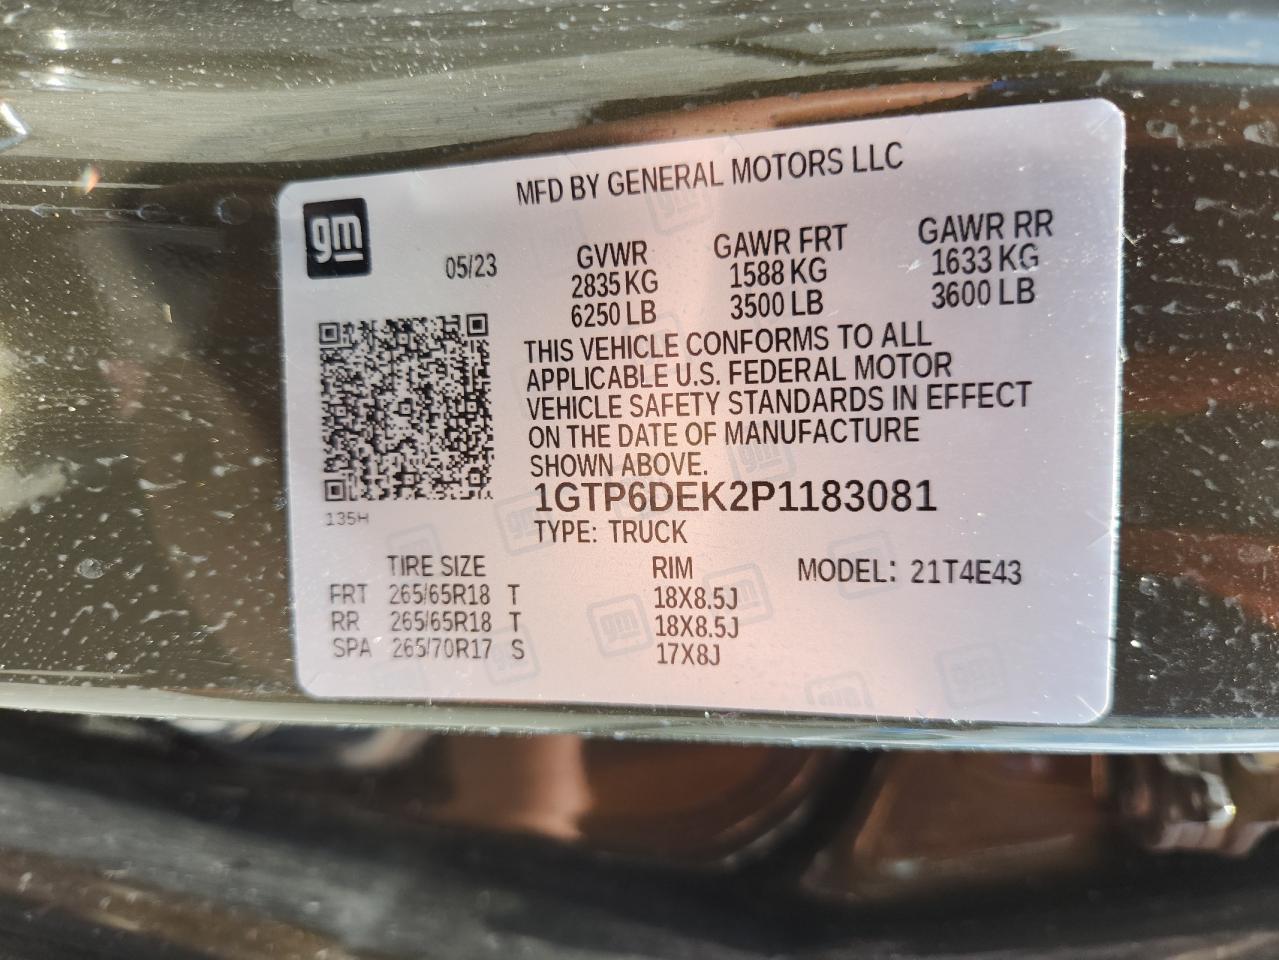 MFD BY GENERAL MOTORS LLC
gm
05/23
GVWR GAWR FRT GAWR RR
2835 KG 1588 KG 1633 KG
6250 LB 3500 LB 3600 LB
THIS VEHICLE CONFORMS TO ALL
APPLICABLE U.S. FEDERAL MOTOR
VEHICLE SAFETY STANDARDS IN EFFECT
ON THE DATE OF MANUFACTURE
SHOWN ABOVE.
1GTP6DEK2P1183081
135H
TYPE: TRUCK
TIRE SIZE RIM MODEL: 21T4E43
FRT 265/65R18 T 18X8.5J
RR 265/65R18 T 18X8.5J
SPA 265/70R17 S 17X8J